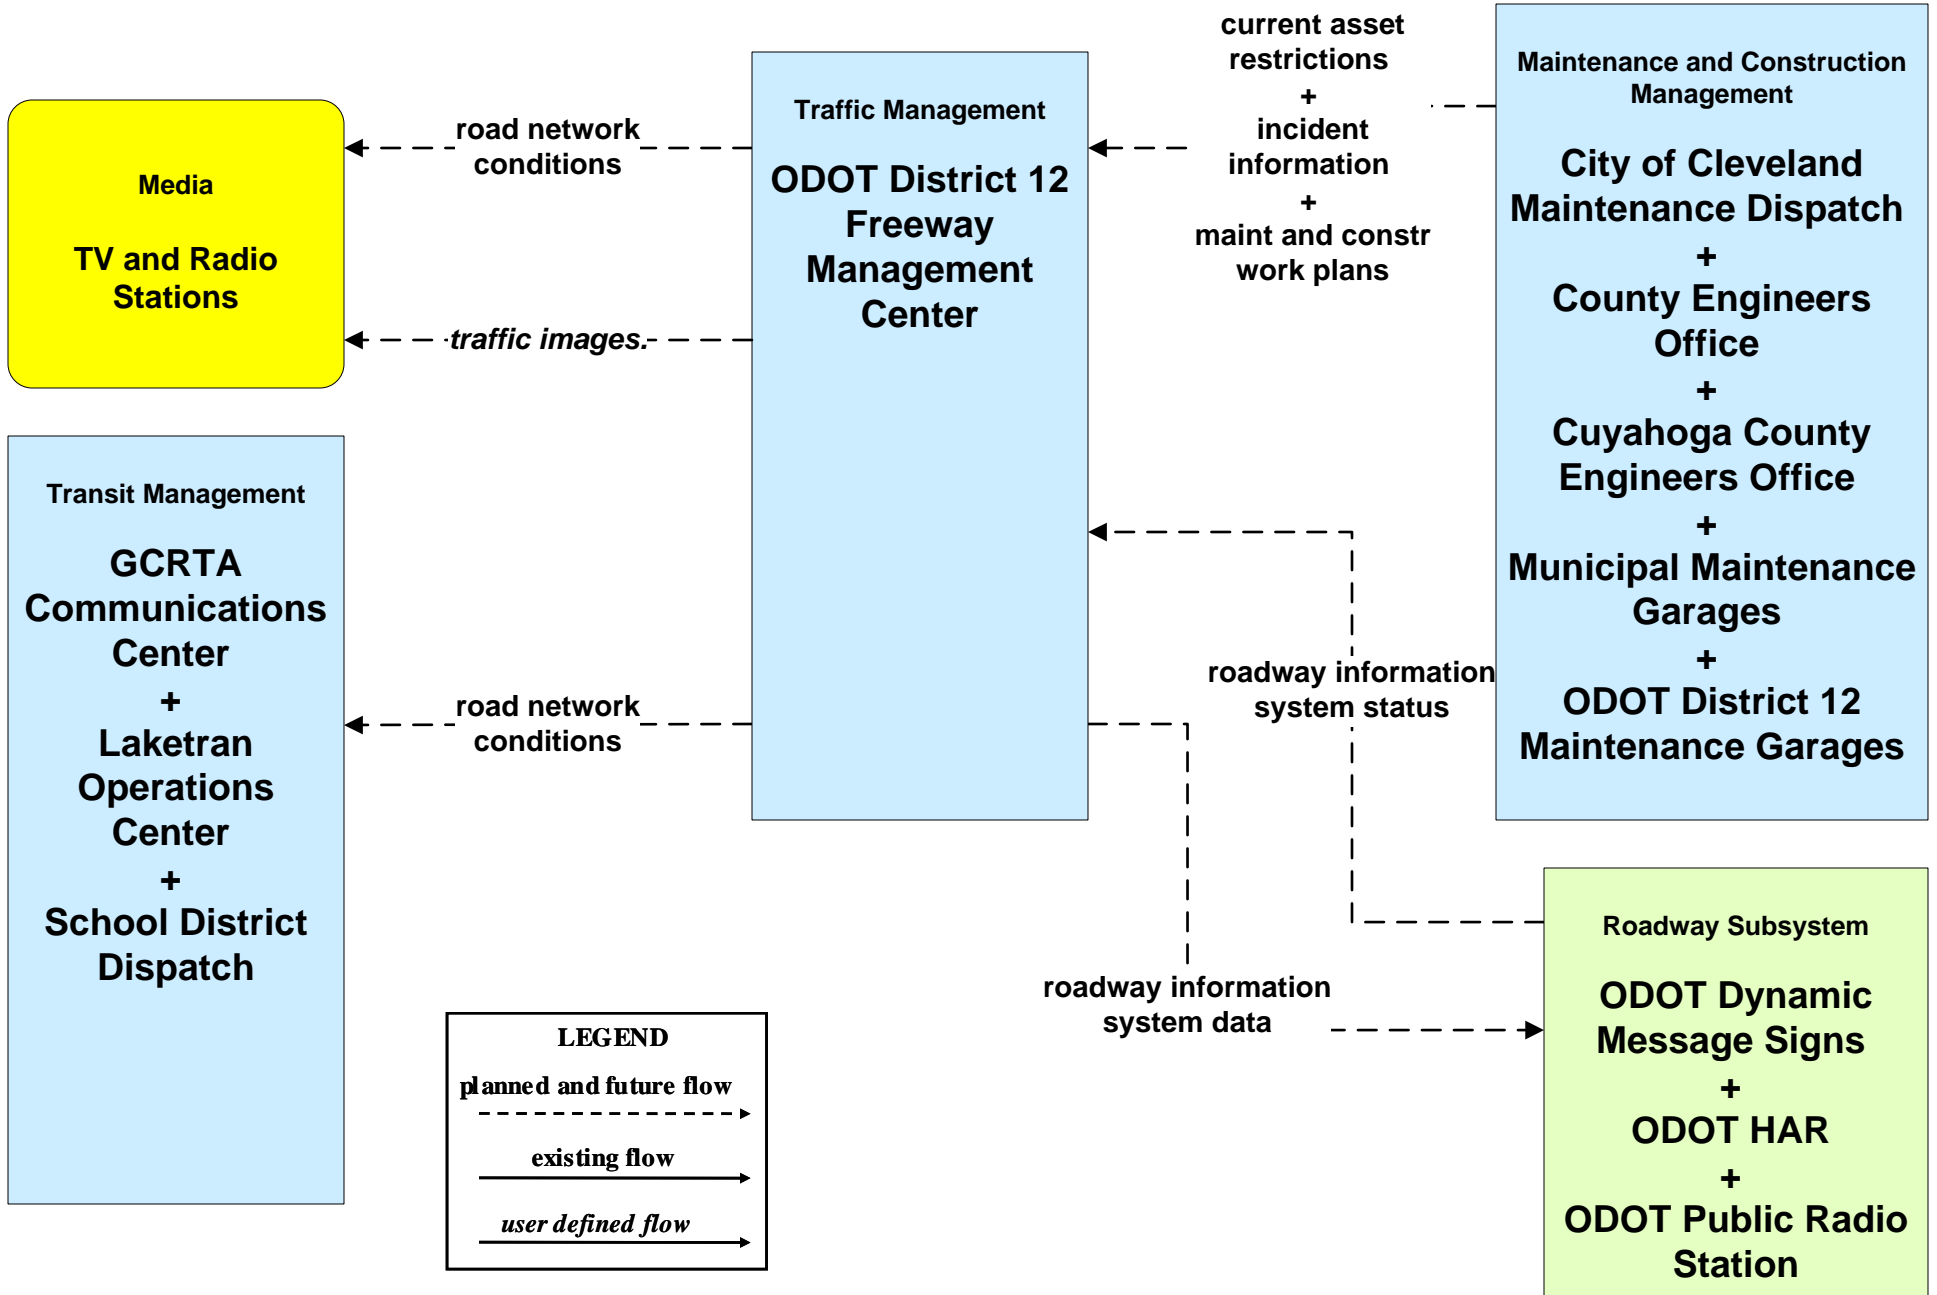 Media
TV and Radio
Stations
road network
conditions
traffic images.
Traffic Management
ODOT District 12
Freeway
Management
Center
current asset
restrictions
+
incident
information
+
maint and constr
work plans
Maintenance and Construction
Management
City of Cleveland
Maintenance Dispatch
+
County Engineers
Office
+
Cuyahoga County
Engineers Office
+
Municipal Maintenance
Garages
+
ODOT District 12
Maintenance Garages
Transit Management
GCRTA
Communications
Center
+
Laketran
Operations
Center
+
School District
Dispatch
road network
conditions
roadway information
system status
roadway information
system data
Roadway Subsystem
ODOT Dynamic
Message Signs
+
ODOT HAR
+
ODOT Public Radio
Station
LEGEND
planned and future flow
existing flow
user defined flow